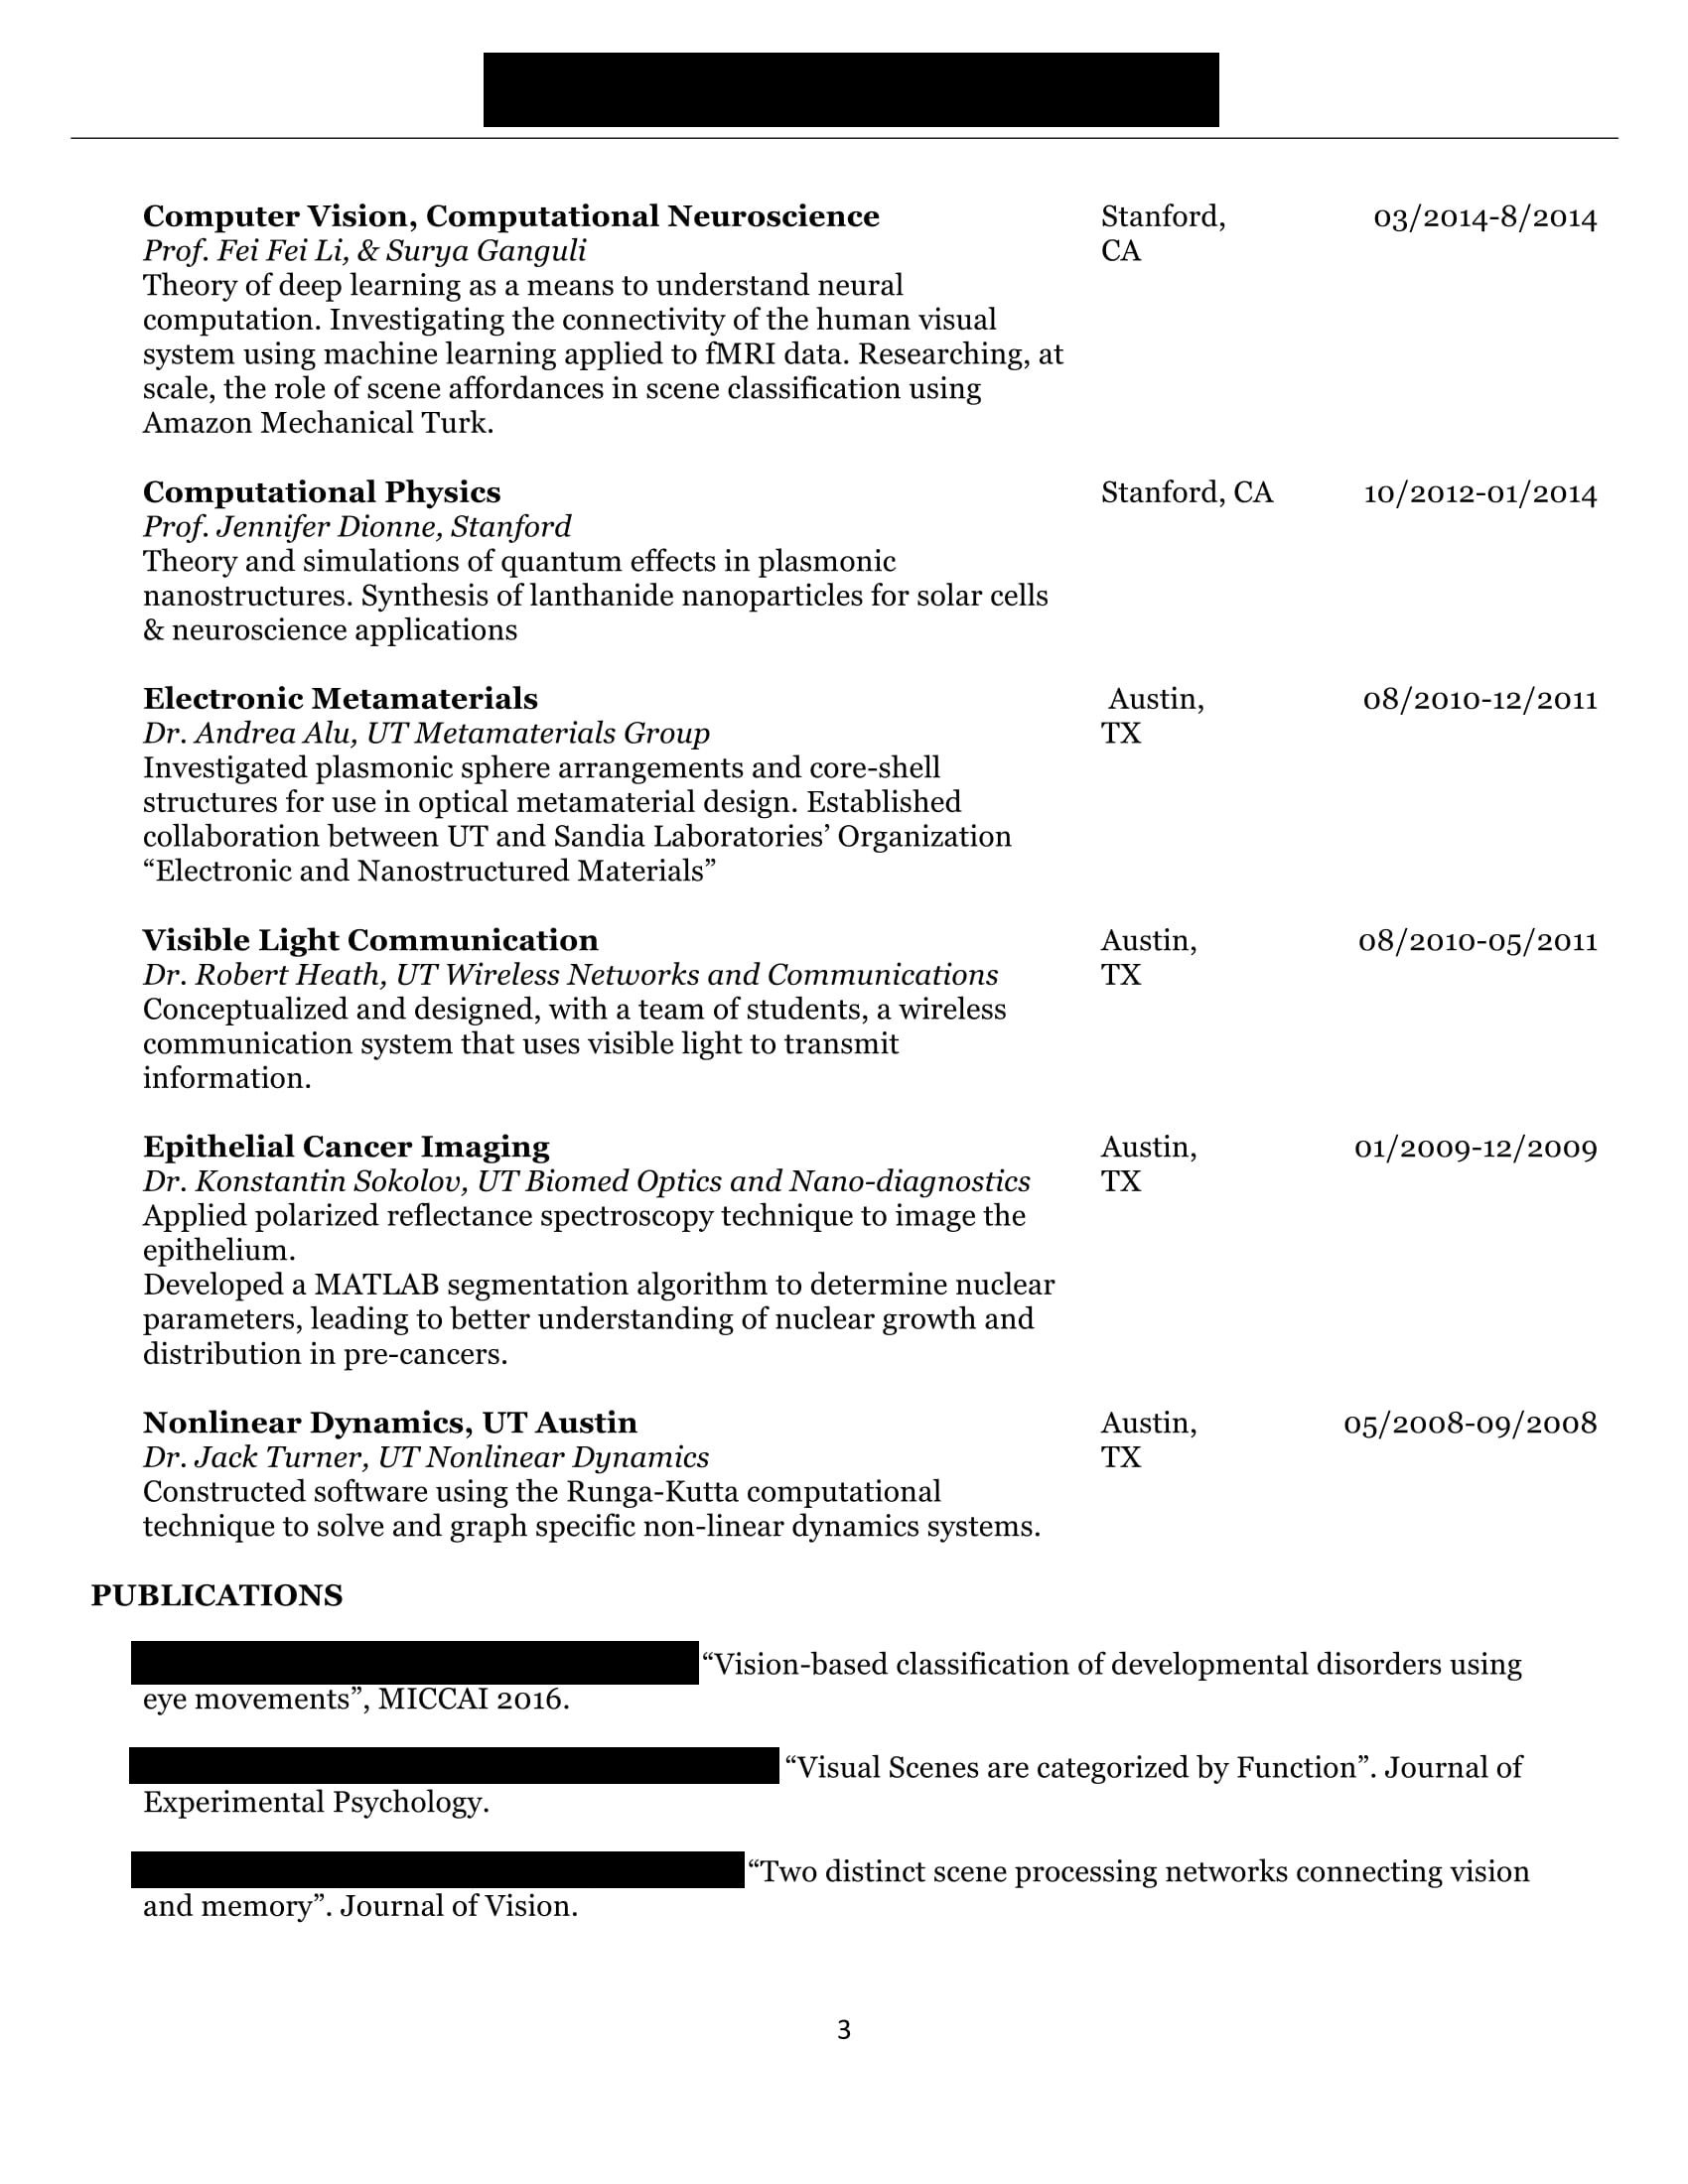 Computer Vision, Computational Neuroscience Stanford, 03/2014-8/2014
Prof. Fei Fei Li, & Surya Ganguli CA
Theory of deep learning as a means to understand neural
computation. Investigating the connectivity of the human visual
system using machine learning applied to fMRI data. Researching, at
scale, the role of scene affordances in scene classification using
Amazon Mechanical Turk.
Computational Physics Stanford, CA 10/2012-01/2014
Prof. Jennifer Dionne, Stanford
Theory and simulations of quantum effects in plasmonic
nanostructures. Synthesis of lanthanide nanoparticles for solar cells
& neuroscience applications
Electronic Metamaterials Austin, 08/2010-12/2011
Dr. Andrea Alu, UT Metamaterials Group TX
Investigated plasmonic sphere arrangements and core-shell
structures for use in optical metamaterial design. Established
collaboration between UT and Sandia Laboratories’ Organization
“Electronic and Nanostructured Materials”
Visible Light Communication Austin, 08/2010-05/2011
Dr. Robert Heath, UT Wireless Networks and Communications TX
Conceptualized and designed, with a team of students, a wireless
communication system that uses visible light to transmit
information.
Epithelial Cancer Imaging Austin, 01/2009-12/2009
Dr. Konstantin Sokolov, UT Biomed Optics and Nano-diagnostics TX
Applied polarized reflectance spectroscopy technique to image the
epithelium.
Developed a MATLAB segmentation algorithm to determine nuclear
parameters, leading to better understanding of nuclear growth and
distribution in pre-cancers.
Nonlinear Dynamics, UT Austin Austin, 05/2008-09/2008
Dr. Jack Turner, UT Nonlinear Dynamics TX
Constructed software using the Runga-Kutta computational
technique to solve and graph specific non-linear dynamics systems.
PUBLICATIONS
“Vision-based classification of developmental disorders using
eye movements”, MICCAI 2016.
“Visual Scenes are categorized by Function”. Journal of
Experimental Psychology.
“Two distinct scene processing networks connecting vision
and memory”. Journal of Vision.
3